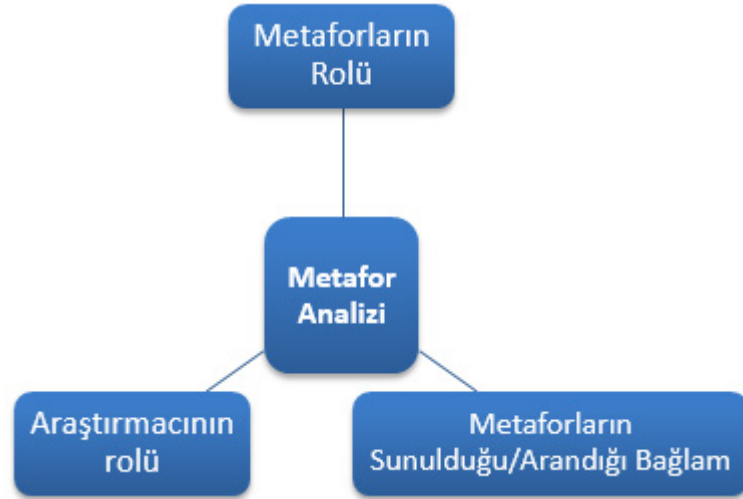 Metaforların
Rolü
Metafor
Analizi
Araştırmacının
rolü
Metaforların
Sunulduğu/Arandığı Bağlam